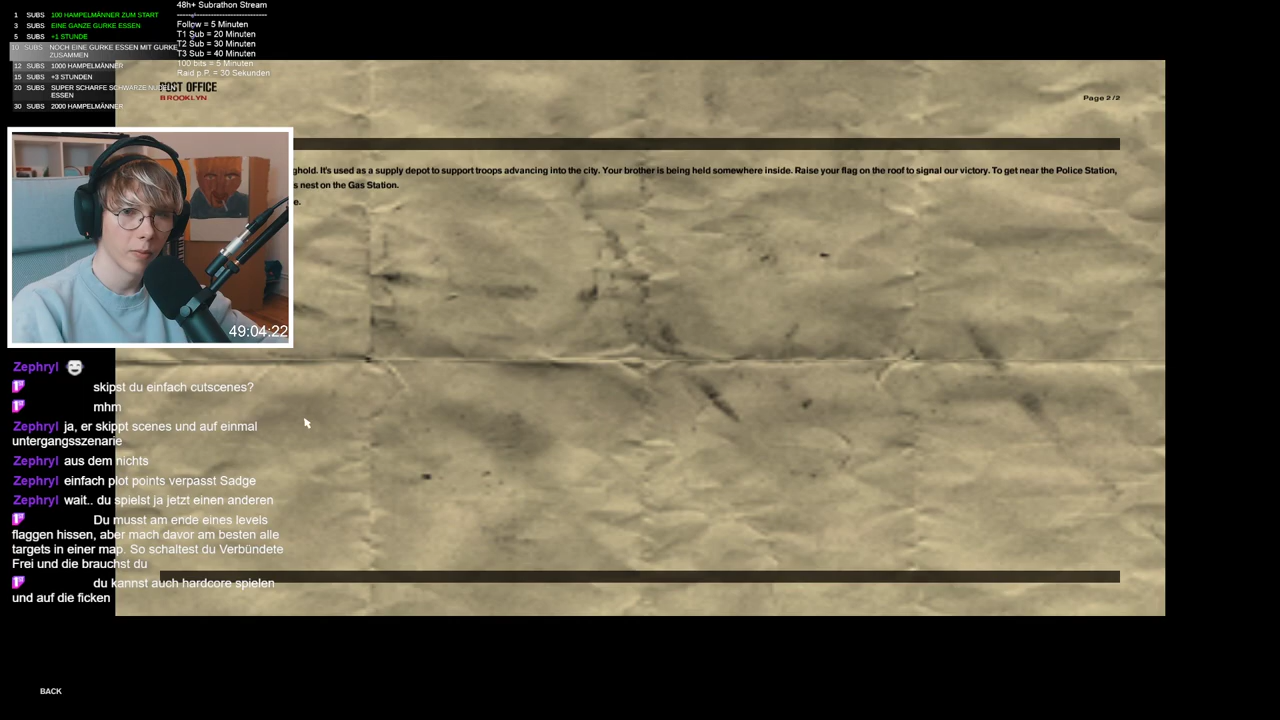 48h+ Subrathon Stream
--------------------------------
Follow = 5 Minuten
T1 Sub = 20 Minuten
T2 Sub = 30 Minuten
T3 Sub = 40 Minuten
100 bits = 5 Minuten
Raid p P. = 30 Sekunden
1 SUBS 100 HAMPELMÄNNER ZUM START
3 SUBS EINE GANZE GURKE ESSEN
5 SUBS +1 STUNDE
10 SUBS NOCH EINE GURKE ESSEN MIT GURKE
ZUSAMMEN
12 SUBS 1000 HAMPELMÄNNER
15 SUBS +3 STUNDEN
20 SUBS SUPER SCHARFE SCHWARZE NUDELN
ESSEN
30 SUBS 2000 HAMPELMÄNNER
POST OFFICE
BROOKLYN
Page 2/2
ghold. It's used as a supply depot to support troops advancing into the city. Your brother is being held somewhere inside. Raise your flag on the roof to signal our victory. To get near the Police Station,
s nest on the Gas Station.
e.
49:04:22
Zephryl
skipst du einfach cutscenes?
mhm
Zephryl ja, er skippt scenes und auf einmal
untergangsszenarie
Zephryl aus dem nichts
Zephryl einfach plot points verpasst Sadge
Zephryl wait.. du spielst ja jetzt einen anderen
Du musst am ende eines levels
flaggen hissen, aber mach davor am besten alle
targets in einer map. So schaltest du Verbündete
Frei und die brauchst du
du kannst auch hardcore spielen
und auf die ficken
BACK